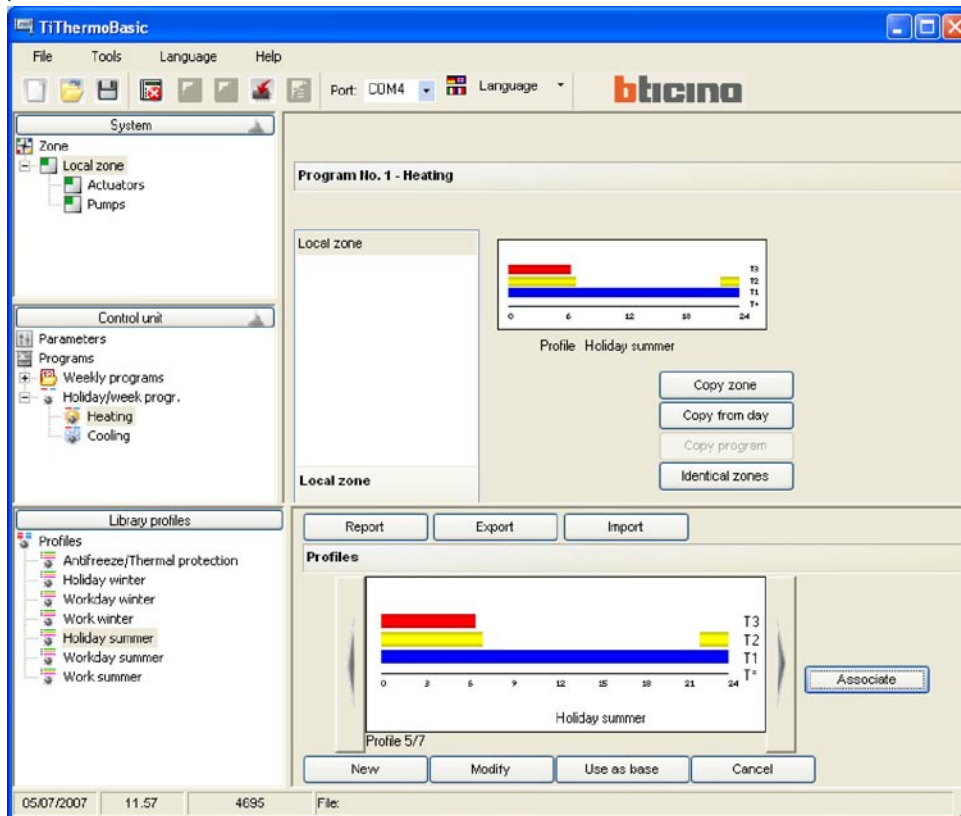 TiThermoBasic
File Tools Language Help
Port: COM4 Language bticino
System
Zone
Local zone
Actuators
Pumps
Program No. 1 - Heating
Local zone
T3
T2
T1
T*
0 6 12 18 24
Profile Holiday summer
Copy zone
Copy from day
Copy program
Identical zones
Local zone
Control unit
Parameters
Programs
Weekly programs
Holiday/week progr.
Heating
Cooling
Library profiles
Profiles
Antifreeze/Thermal protection
Holiday winter
Workday winter
Work winter
Holiday summer
Workday summer
Work summer
Report Export Import
Profiles
T3
T2
T1
T*
0 3 6 9 12 15 18 21 24
Holiday summer
Associate
Profile 5/7
New Modify Use as base Cancel
05/07/2007 11.57 4695 File: